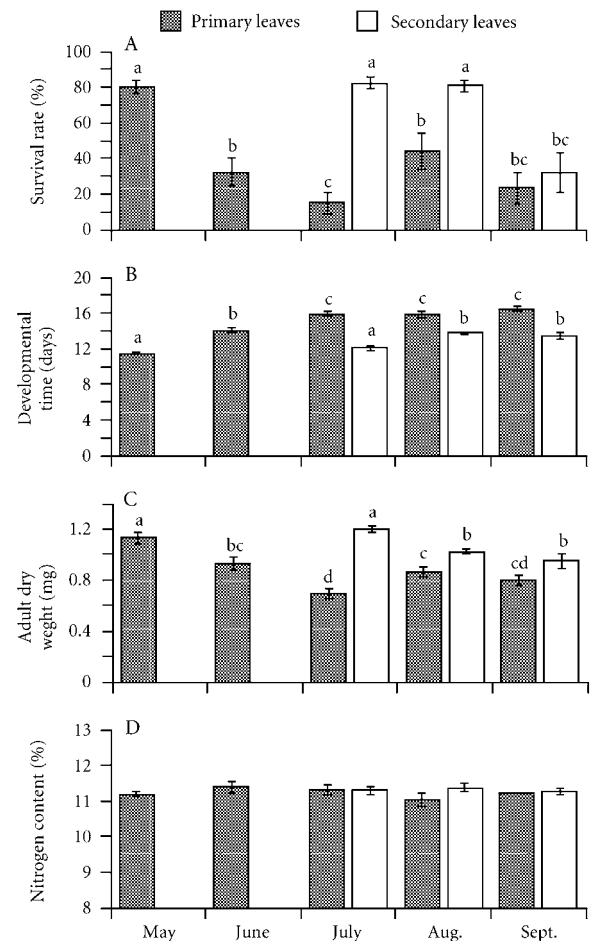 Primary leaves Secondary leaves
A
100
80
60
40
20
0
Survival rate (%)
a
b
c
a
b
a
bc
bc
B
20
16
12
8
4
0
Developmental
time (days)
a
b
c
a
c
b
c
b
C
1.2
0.8
0.4
0
Adult dry
weght (mg)
a
bc
d
a
c
b
cd
b
D
13
12
11
10
9
8
Nitrogen content (%)
May June July Aug. Sept.